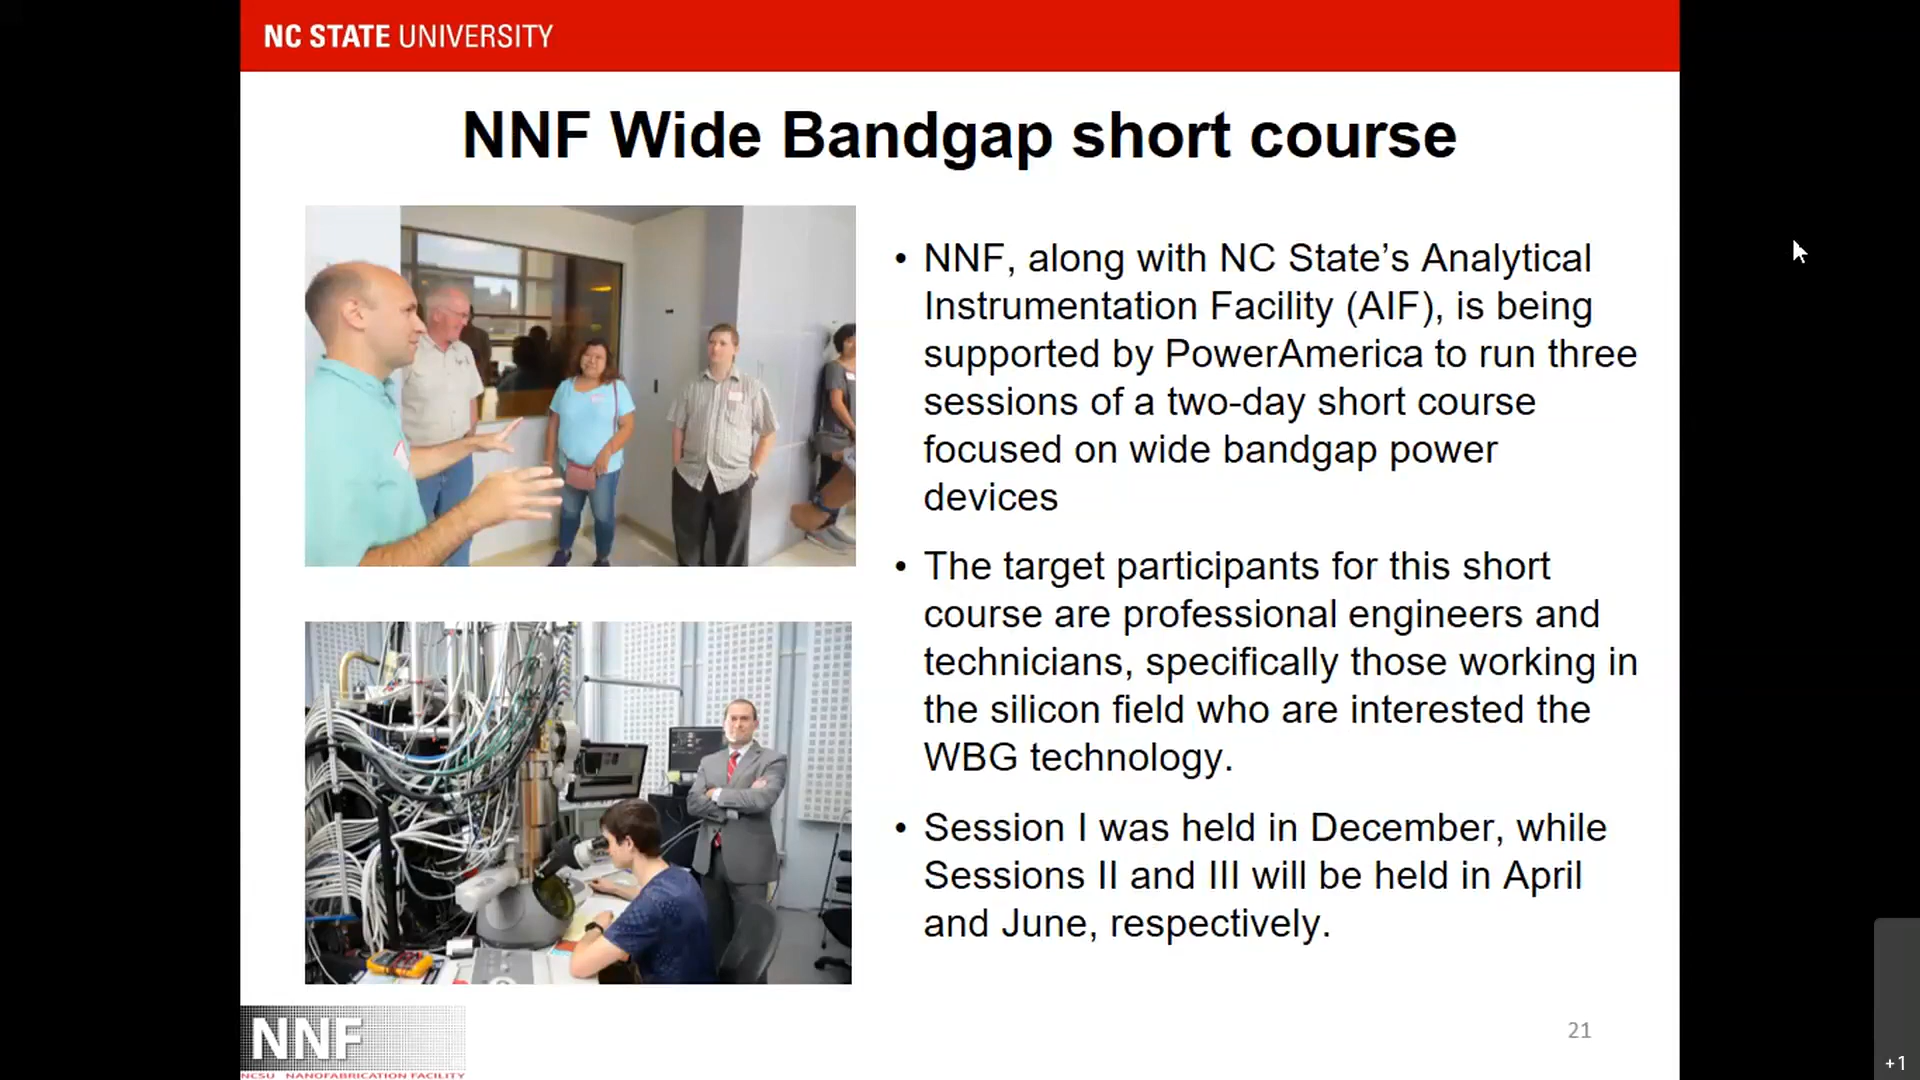 NC STATE UNIVERSITY
NNF Wide Bandgap short course
• NNF, along with NC State’s Analytical
Instrumentation Facility (AIF), is being
supported by PowerAmerica to run three
sessions of a two-day short course
focused on wide bandgap power
devices
• The target participants for this short
course are professional engineers and
technicians, specifically those working in
the silicon field who are interested the
WBG technology.
• Session I was held in December, while
Sessions II and III will be held in April
and June, respectively.
NNF
NCSU NANOFABRICATION FACILITY
21
+1